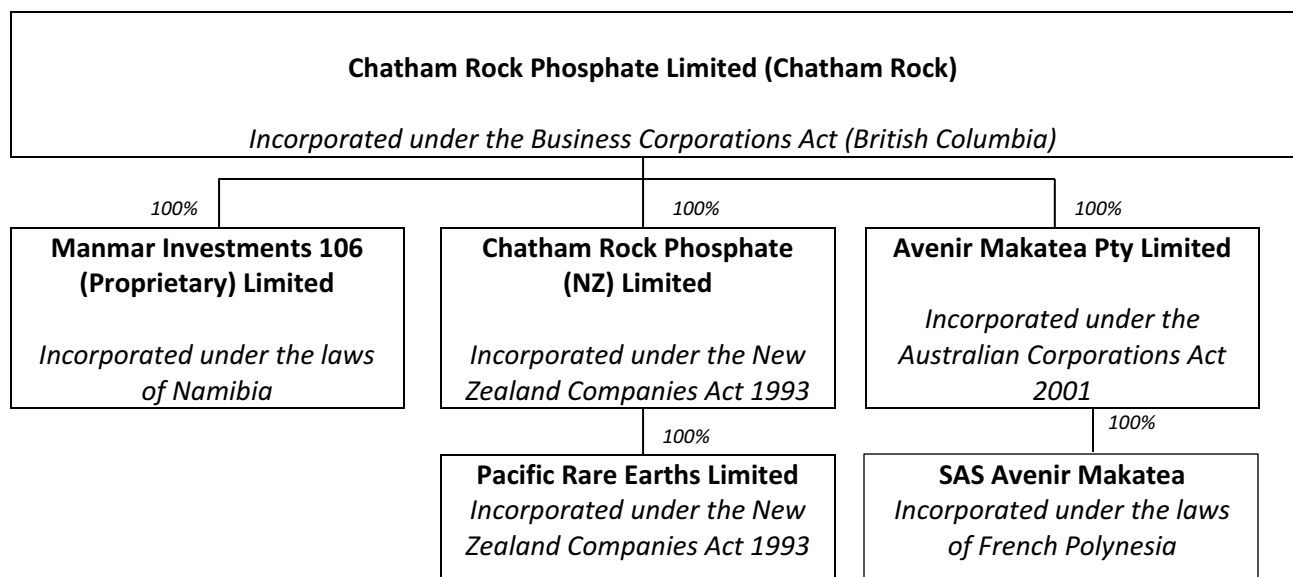 Chatham Rock Phosphate Limited (Chatham Rock)
Incorporated under the Business Corporations Act (British Columbia)
100%
100%
100%
Manmar Investments 106
(Proprietary) Limited
Incorporated under the laws
of Namibia
Chatham Rock Phosphate
(NZ) Limited
Incorporated under the New
Zealand Companies Act 1993
Avenir Makatea Pty Limited
Incorporated under the
Australian Corporations Act
2001
100%
100%
Pacific Rare Earths Limited
Incorporated under the New
Zealand Companies Act 1993
SAS Avenir Makatea
Incorporated under the laws
of French Polynesia